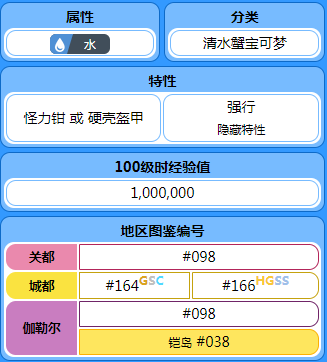 属性 分类
水 清水蟹宝可梦
特性
怪力钳 或 硬壳盔甲 强行
隐藏特性
100级时经验值
1,000,000
地区图鉴编号
关都 #098
城都 #164GSC #166HGSS
伽勒尔 #098
铠岛 #038